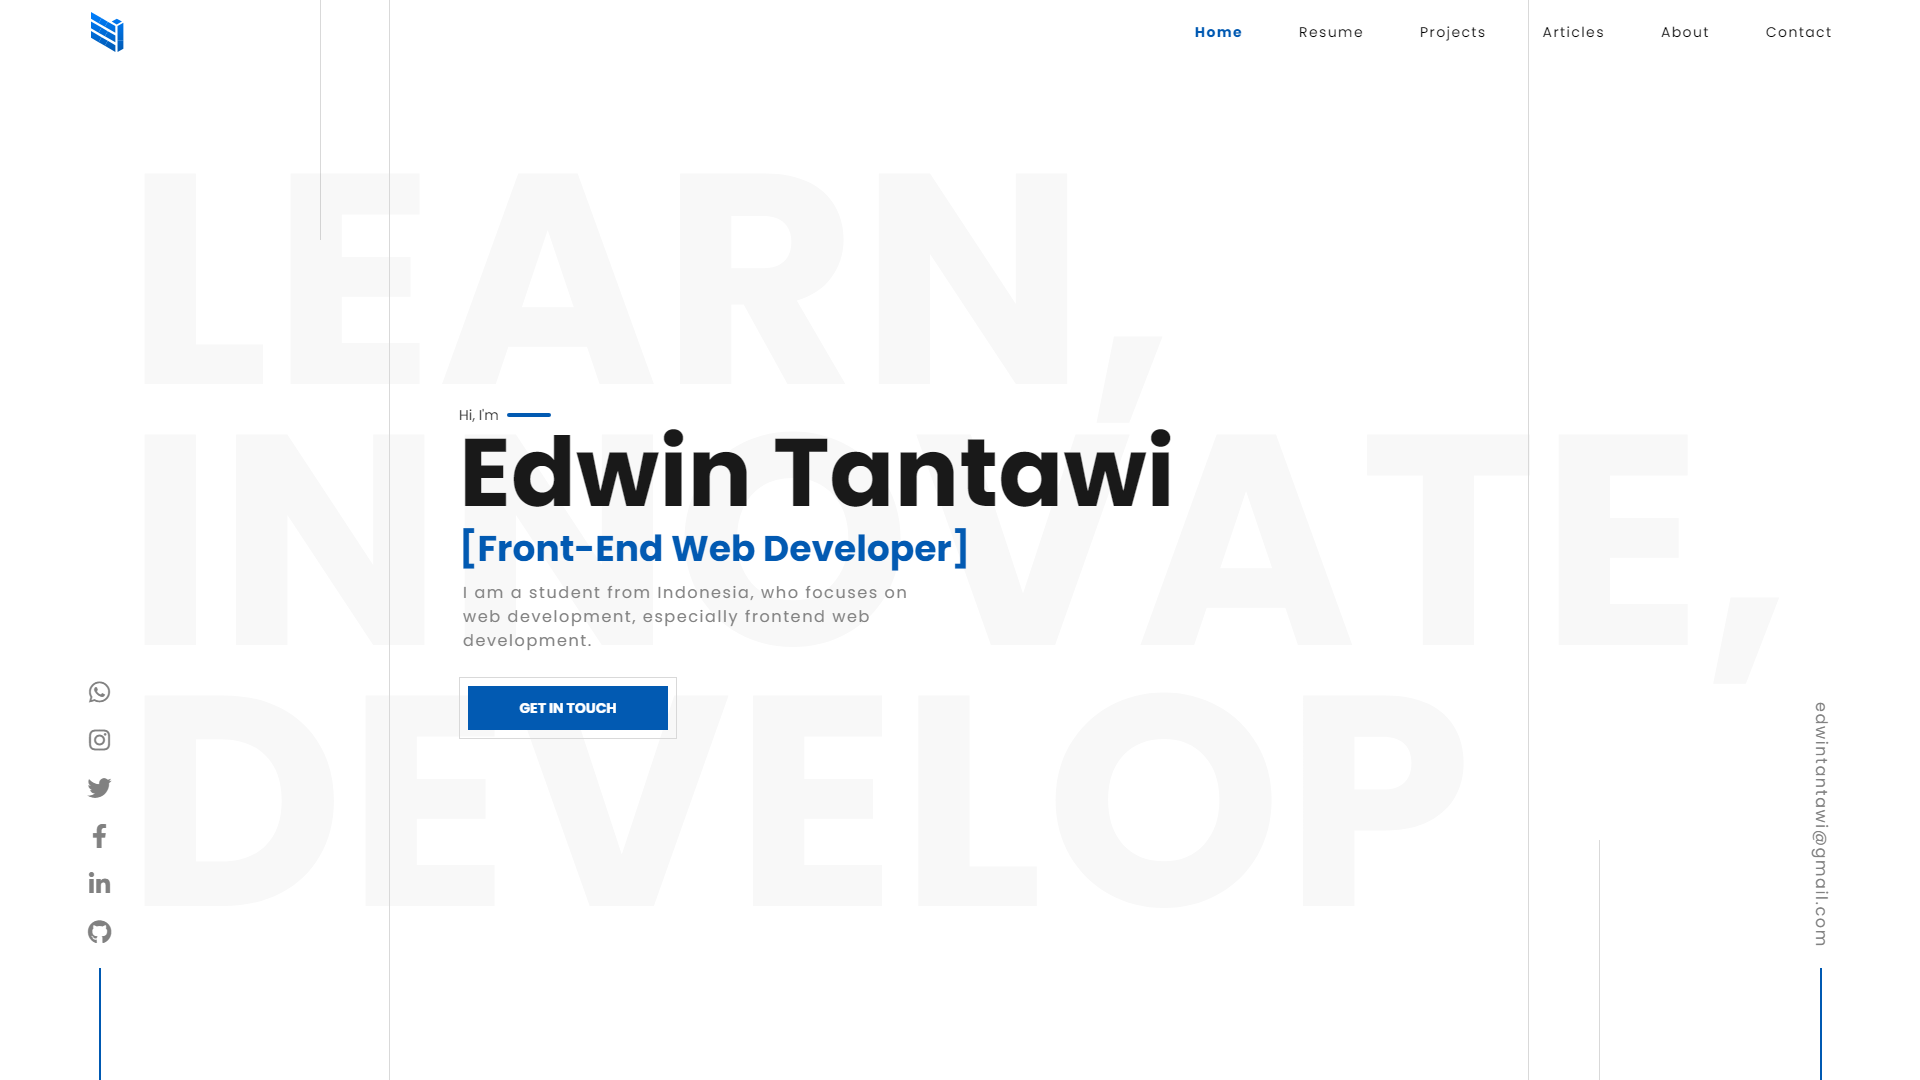 Home
Resume
Projects
Articles
About
Contact
LEARN,
INNOVATE,
DEVELOP
Hi, I'm
Edwin Tantawi
[Front-End Web Developer]
I am a student from Indonesia, who focuses on
web development, especially frontend web
development.
GET IN TOUCH
edwintantawi@gmail.com